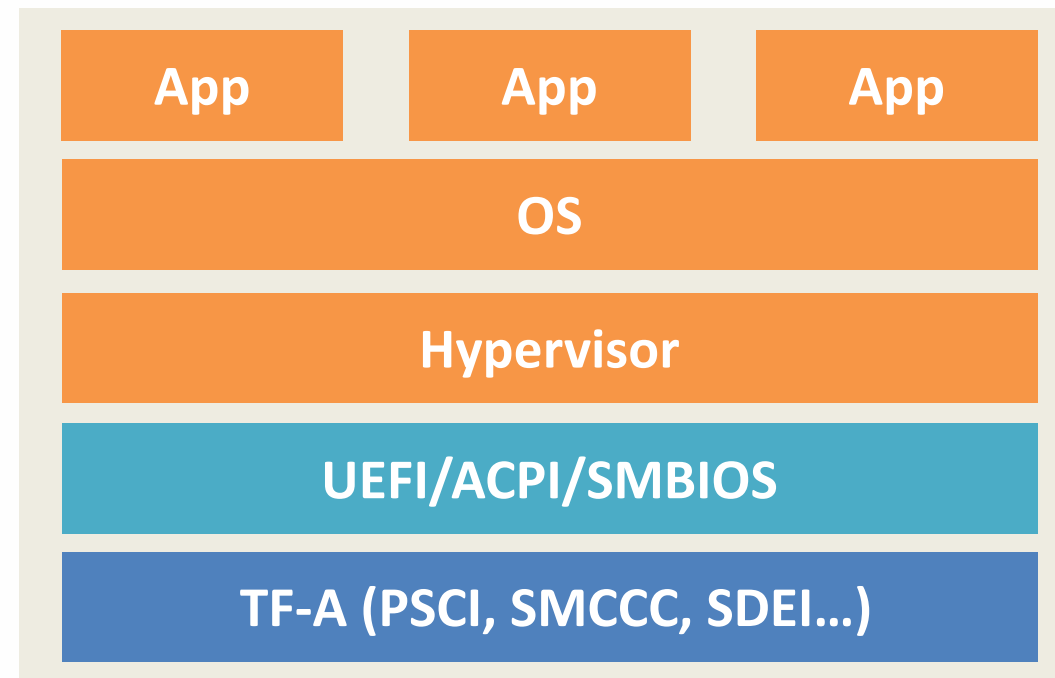 App App App
OS
Hypervisor
UEFI/ACPI/SMBIOS
TF-A (PSCI, SMCCC, SDEI…)